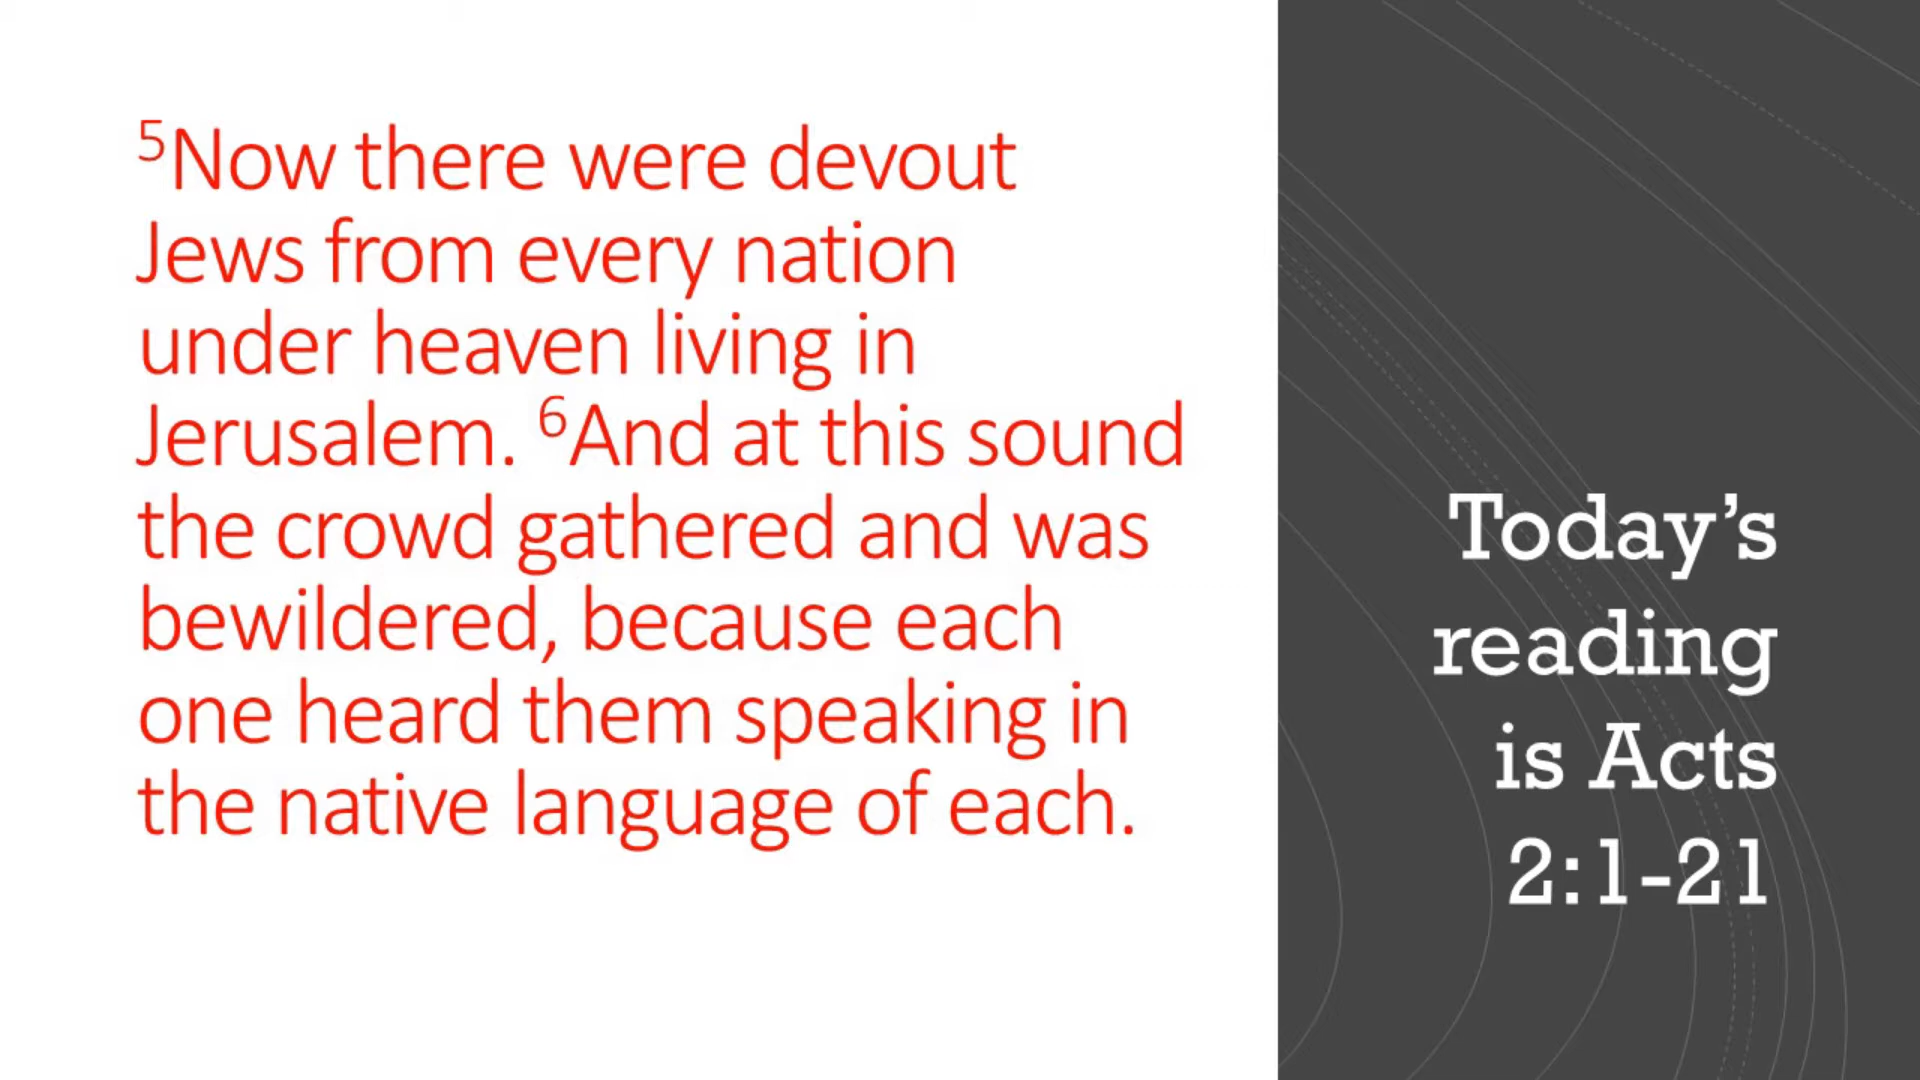 ⁵Now there were devout
Jews from every nation
under heaven living in
Jerusalem. ⁶And at this sound
the crowd gathered and was
bewildered, because each
one heard them speaking in
the native language of each.
Today’s
reading
is Acts
2:1-21